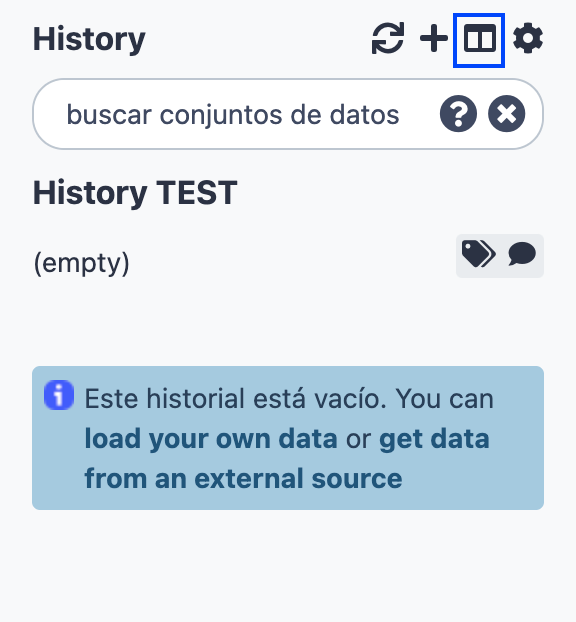 History
buscar conjuntos de datos
History TEST
(empty)
Este historial está vacío. You can
load your own data or get data
from an external source